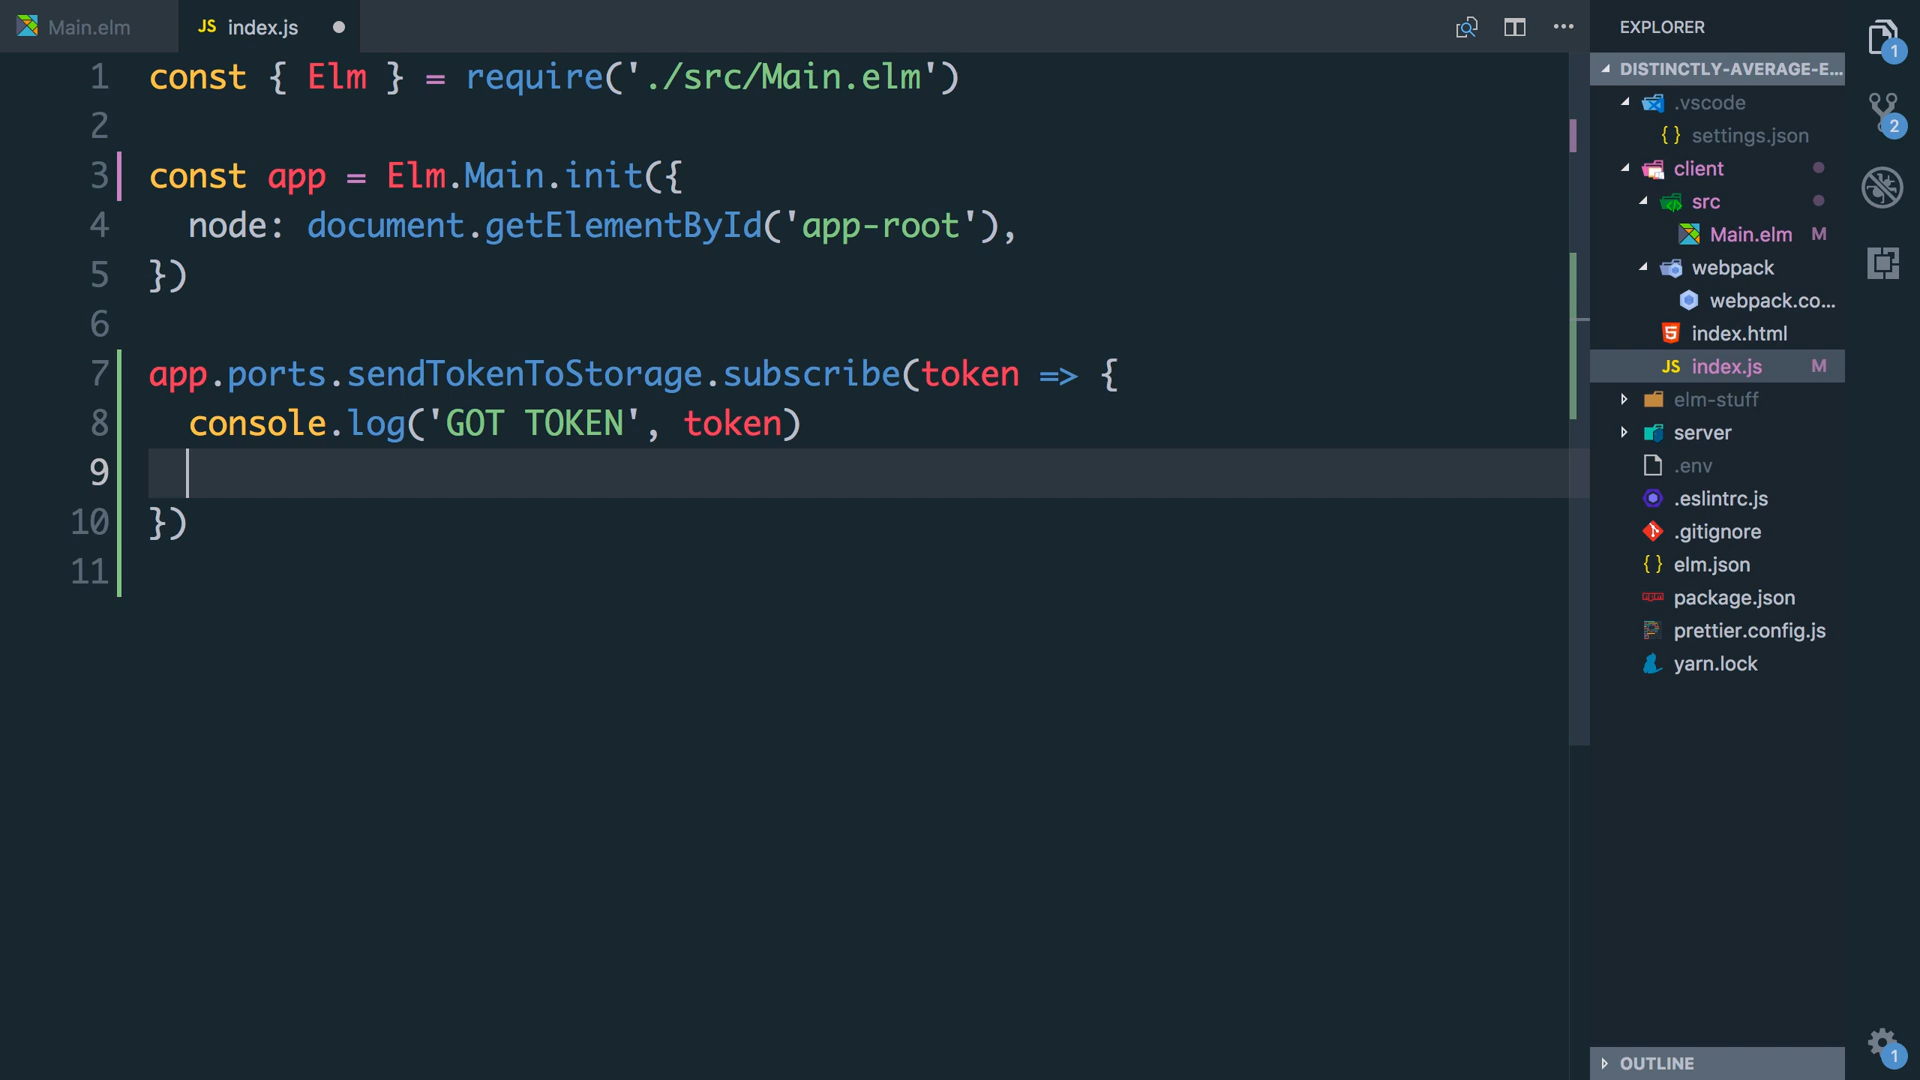 Main.elm
JS index.js
EXPLORER
1 const { Elm } = require('./src/Main.elm')
2
3 const app = Elm.Main.init({
4 node: document.getElementById('app-root'),
5 })
6
7 app.ports.sendTokenToStorage.subscribe(token => {
8 console.log('GOT TOKEN', token)
9
10 })
11
DISTINCTLY-AVERAGE-E...
.vscode
{ } settings.json
client
src
Main.elm M
webpack
webpack.co...
5 index.html
JS index.js M
elm-stuff
server
.env
.eslintrc.js
.gitignore
{ } elm.json
package.json
prettier.config.js
yarn.lock
OUTLINE
1
2
1